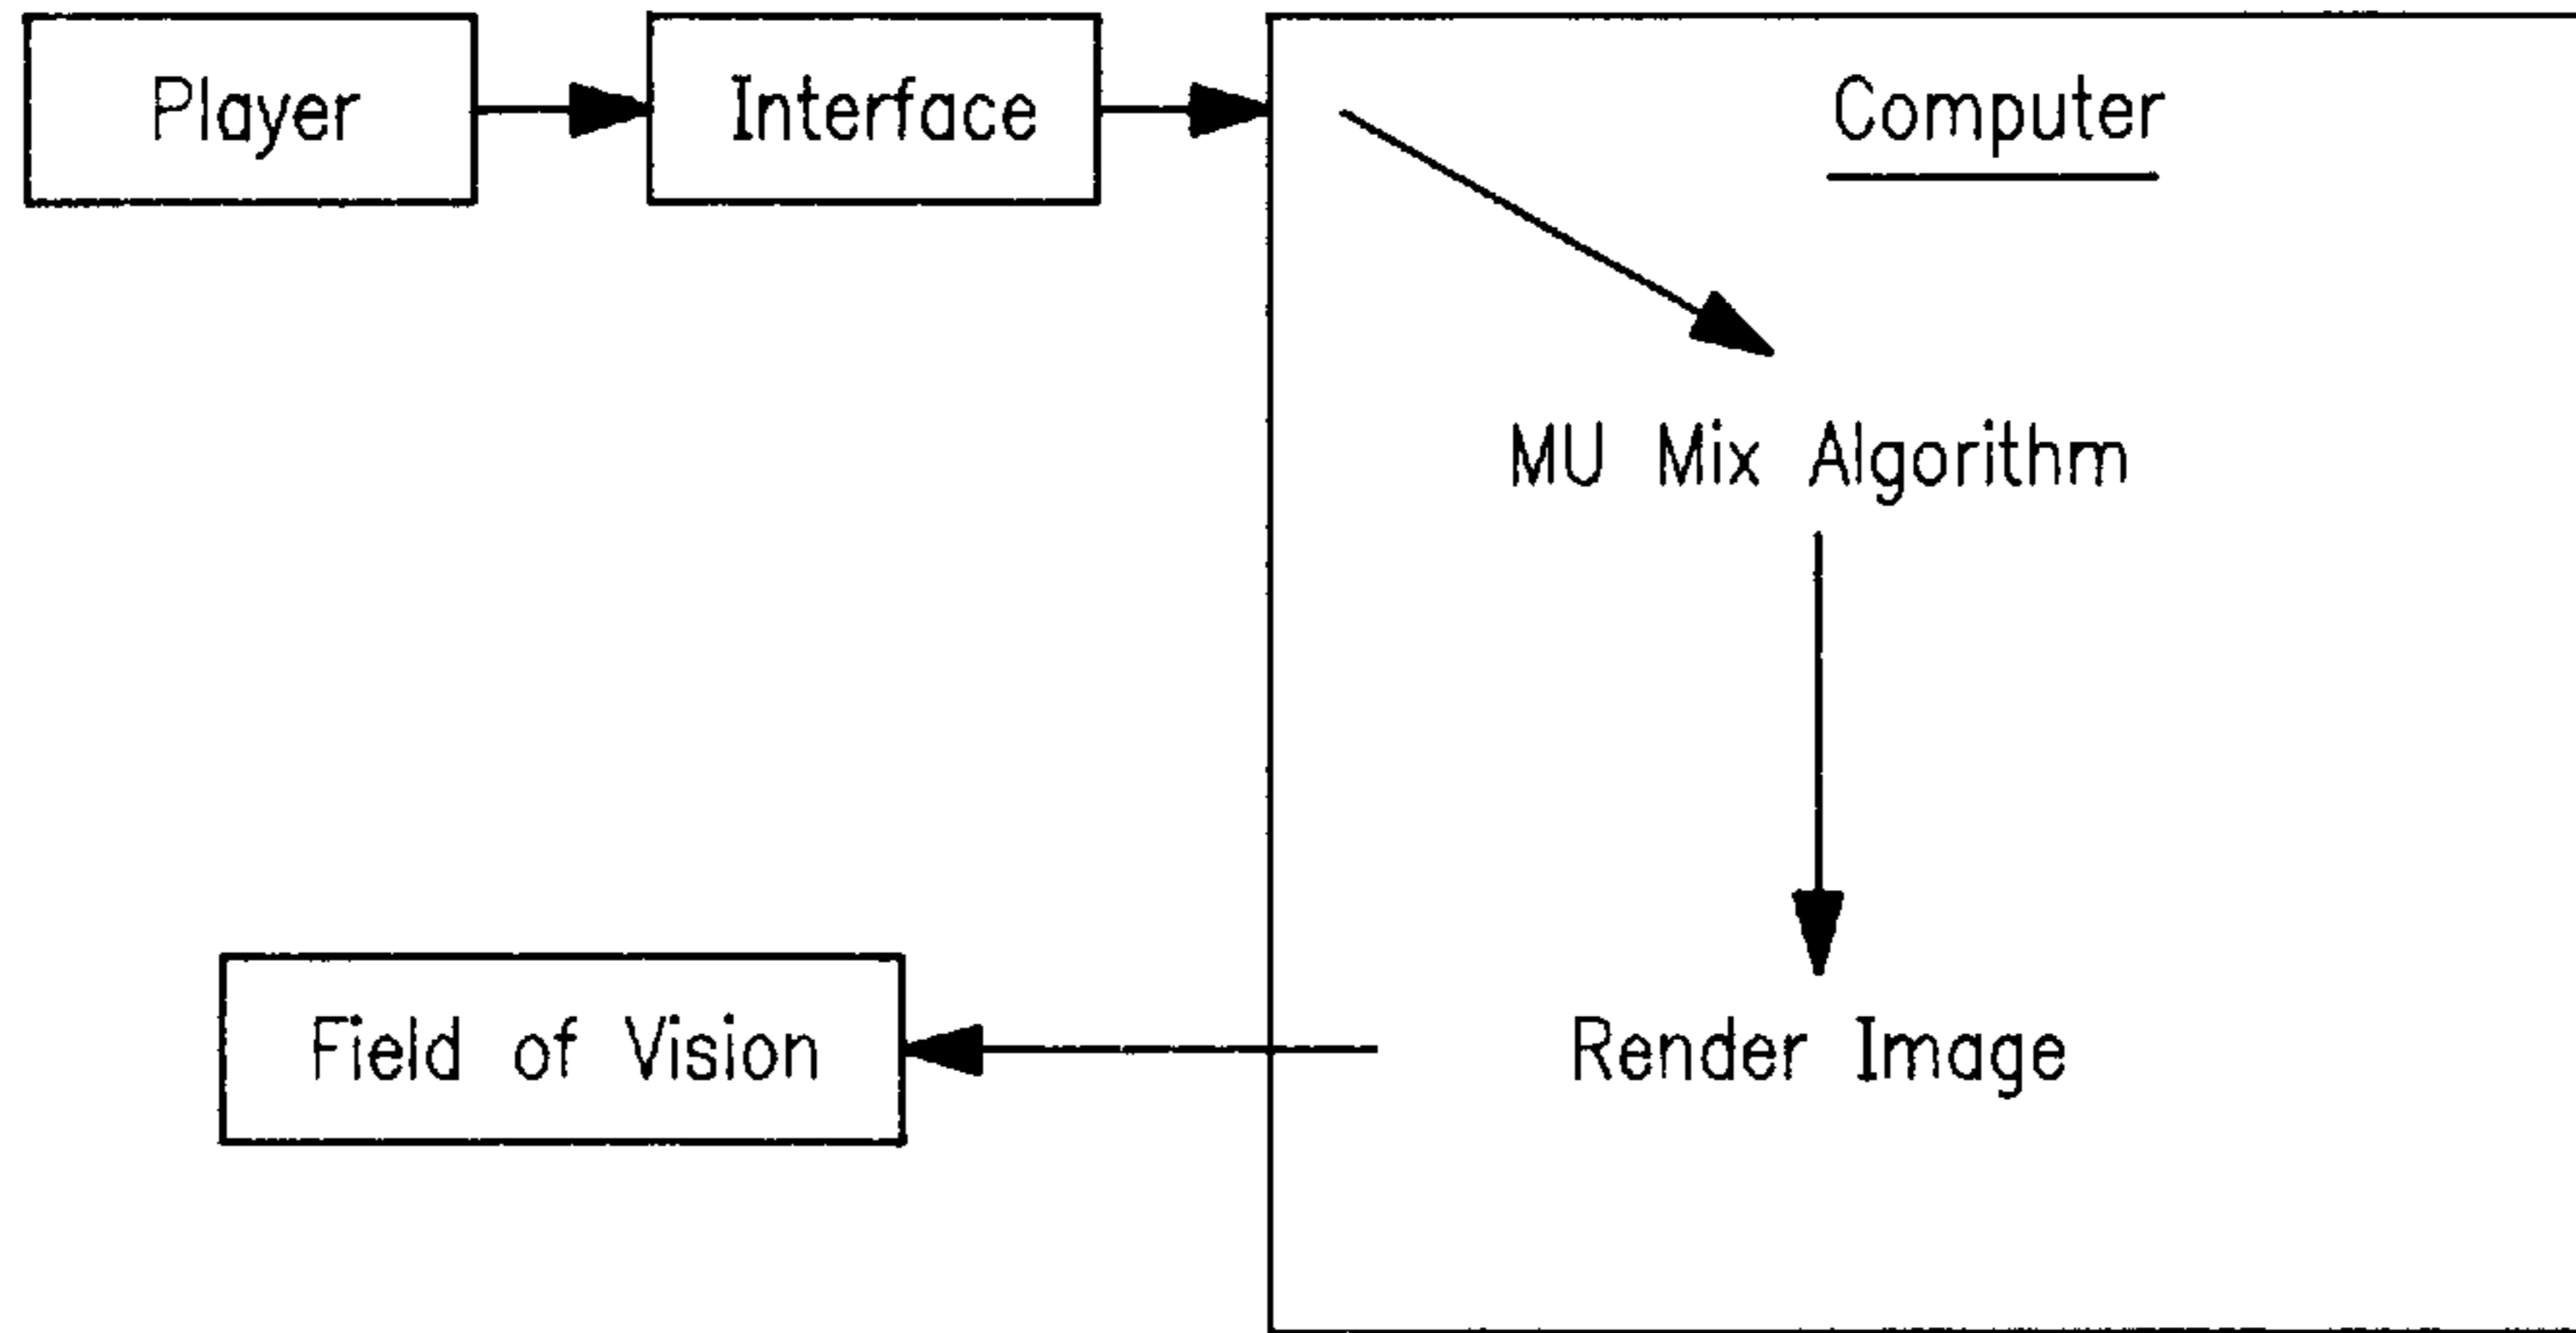 Player
Interface
Computer
MU Mix Algorithm
Field of Vision
Render Image